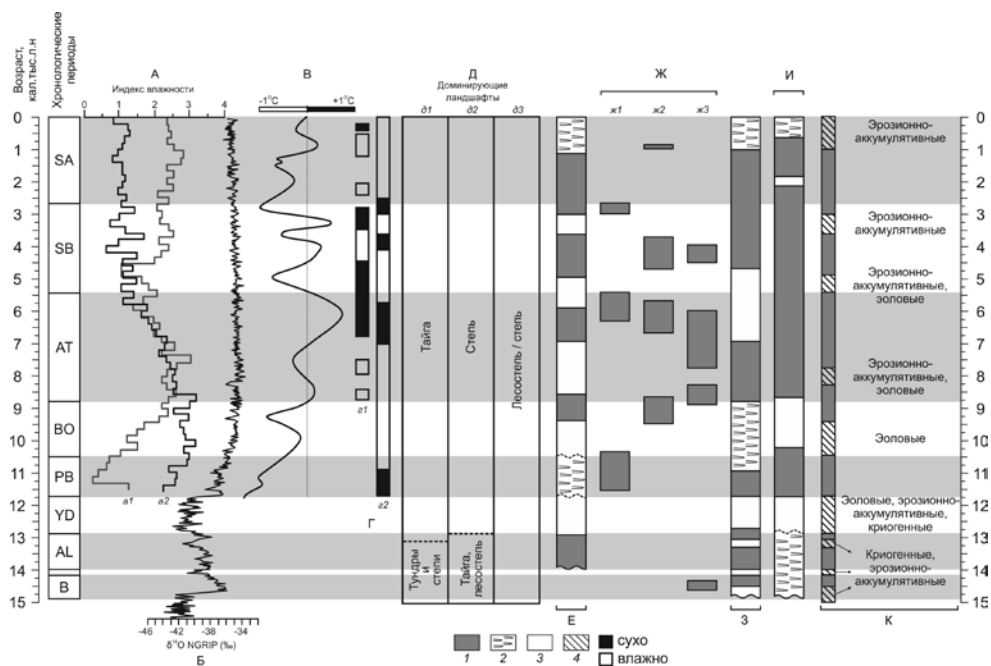 А
В
Д
Ж
И
Возраст,
кал.тыс.л.н
Хронологические
периоды
Индекс влажности
0 1 2 3 4
-1°C +1°C
Доминирующие
ландшафты
д1 д2 д3
ж1 ж2 ж3
0
1
2
3
4
5
6
7
8
9
10
11
12
13
14
15
SA
SB
AT
BO
PB
YD
AL
B
а1 а2
г1
г2
Г
Тайга
Степь
Лесостепь / степь
Тундры
и
степи
Тайга,
лесостепь
Эрозионно-
аккумулятивные
Эрозионно-
аккумулятивные
Эрозионно-
аккумулятивные,
эоловые
Эрозионно-
аккумулятивные,
эоловые
Эоловые
Эоловые, эрозионно-
аккумулятивные,
криогенные
Криогенные,
эрозионно-
аккумулятивные
0
1
2
3
4
5
6
7
8
9
10
11
12
13
14
15
-46 -42 -38 -34
δ¹⁸O NGRIP (‰)
Б
Е
З
К
1 2 3 4
сухо
влажно